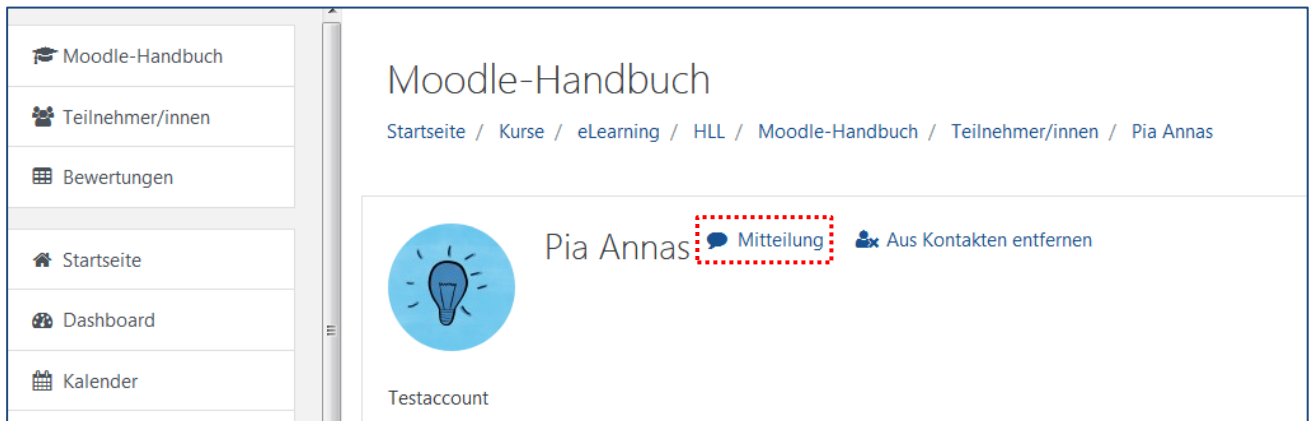 Moodle-Handbuch
Teilnehmer/innen
Bewertungen
Startseite
Dashboard
Kalender
Moodle-Handbuch
Startseite / Kurse / eLearning / HLL / Moodle-Handbuch / Teilnehmer/innen / Pia Annas
Pia Annas Mitteilung Aus Kontakten entfernen
Testaccount